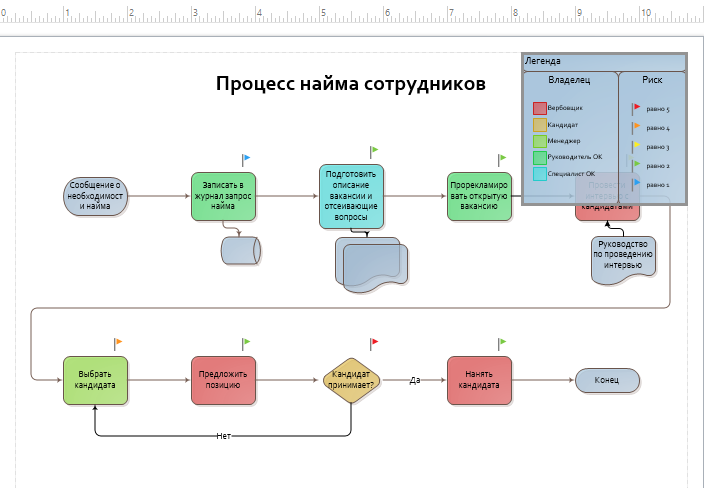 0 1 2 3 4 5 6 7 8 9 10
Легенда
Владелец
Риск
Процесс найма сотрудников
Вербовщик
равно 5
Кандидат
равно 4
Менеджер
равно 3
Руководитель ОК
равно 2
Специалист ОК
равно 1
Сообщение о
необходимост
и найма
Записать в
журнал запрос
найма
Подготовить
описание
вакансии и
отсеивающие
вопросы
Прорекламиро
вать открытую
вакансию
кандидатами
Руководство
по проведению
интервью
Выбрать
кандидата
Предложить
позицию
Кандидат
принимает?
Да
Нанять
кандидата
Конец
Нет